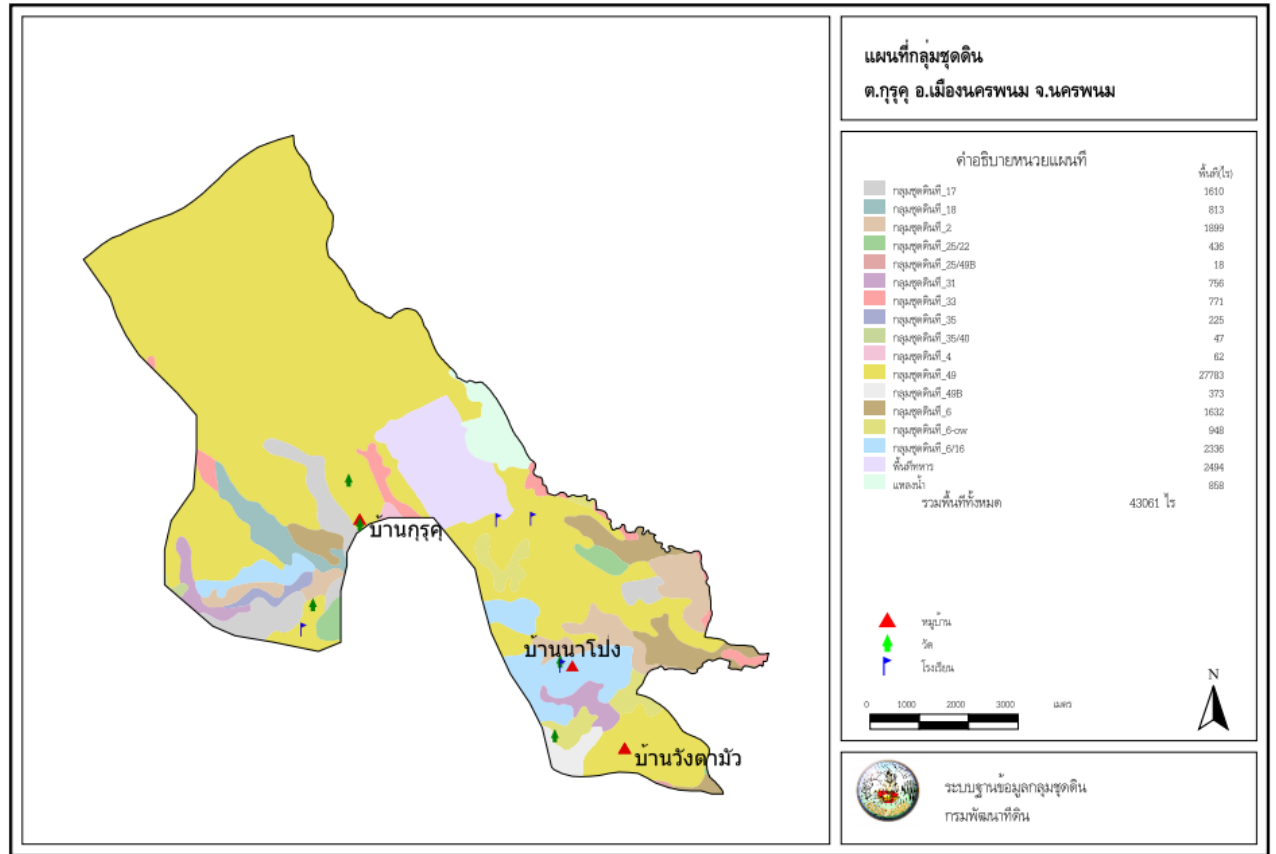 แผนที่กลุ่มชุดดิน
ต.กุรุคุ อ.เมืองนครพนม จ.นครพนม
คำอธิบายหน่วยแผนที่
พื้นที่(ไร่)
กลุ่มชุดดินที่_17 1610
กลุ่มชุดดินที่_18 813
กลุ่มชุดดินที่_2 1899
กลุ่มชุดดินที่_25/22 436
กลุ่มชุดดินที่_25/49B 18
กลุ่มชุดดินที่_31 756
กลุ่มชุดดินที่_33 771
กลุ่มชุดดินที่_35 225
กลุ่มชุดดินที่_35/40 47
กลุ่มชุดดินที่_4 62
กลุ่มชุดดินที่_49 27783
กลุ่มชุดดินที่_49B 373
กลุ่มชุดดินที่_6 1632
กลุ่มชุดดินที่_6-ow 948
กลุ่มชุดดินที่_6/16 2336
พื้นที่ทหาร 2494
แหล่งน้ำ 858
รวมพื้นที่ทั้งหมด 43061 ไร่
หมู่บ้าน
วัด
โรงเรียน
N
0 1000 2000 3000 เมตร
ระบบฐานข้อมูลกลุ่มชุดดิน
กรมพัฒนาที่ดิน
บ้านกุรุคุ
บ้านนาโป่ง
บ้านวังตามัว